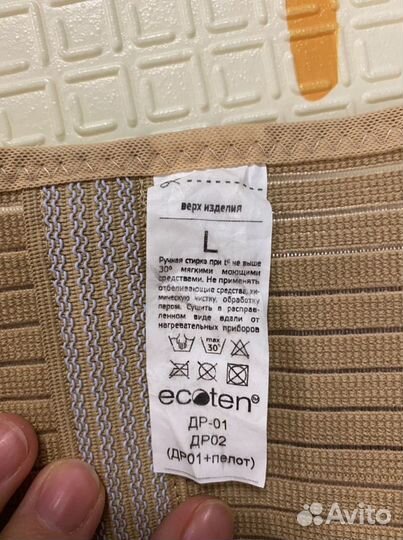 верх изделия
L
Ручная стирка при t° не выше
30° мягкими моющими
средствами. Не применять
отбеливающие средства, хи-
мическую чистку, обработку
паром. Сушить в расправ-
ленном виде вдали от
нагревательных приборов
max
30°
ecoten
ДР-01
ДР02
(ДР01+пелот)
Avito